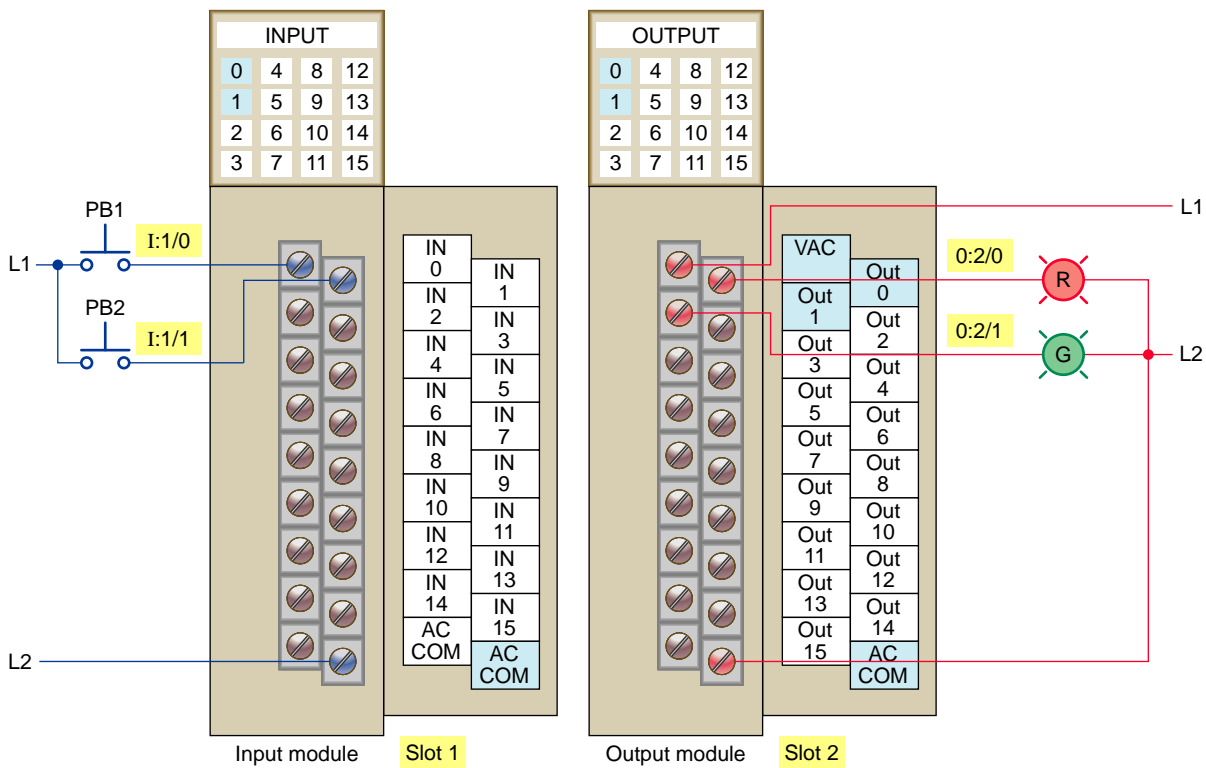 INPUT
0 4 8 12
1 5 9 13
2 6 10 14
3 7 11 15
OUTPUT
0 4 8 12
1 5 9 13
2 6 10 14
3 7 11 15
PB1
I:1/0
L1
PB2
I:1/1
L2
IN
0
IN
1
IN
2
IN
3
IN
4
IN
5
IN
6
IN
7
IN
8
IN
9
IN
10
IN
11
IN
12
IN
13
IN
14
IN
15
AC
COM
AC
COM
VAC
Out
0
Out
1
Out
2
Out
3
Out
4
Out
5
Out
6
Out
7
Out
8
Out
9
Out
10
Out
11
Out
12
Out
13
Out
14
Out
15
AC
COM
L1
0:2/0
R
0:2/1
G
L2
Input module
Slot 1
Output module
Slot 2